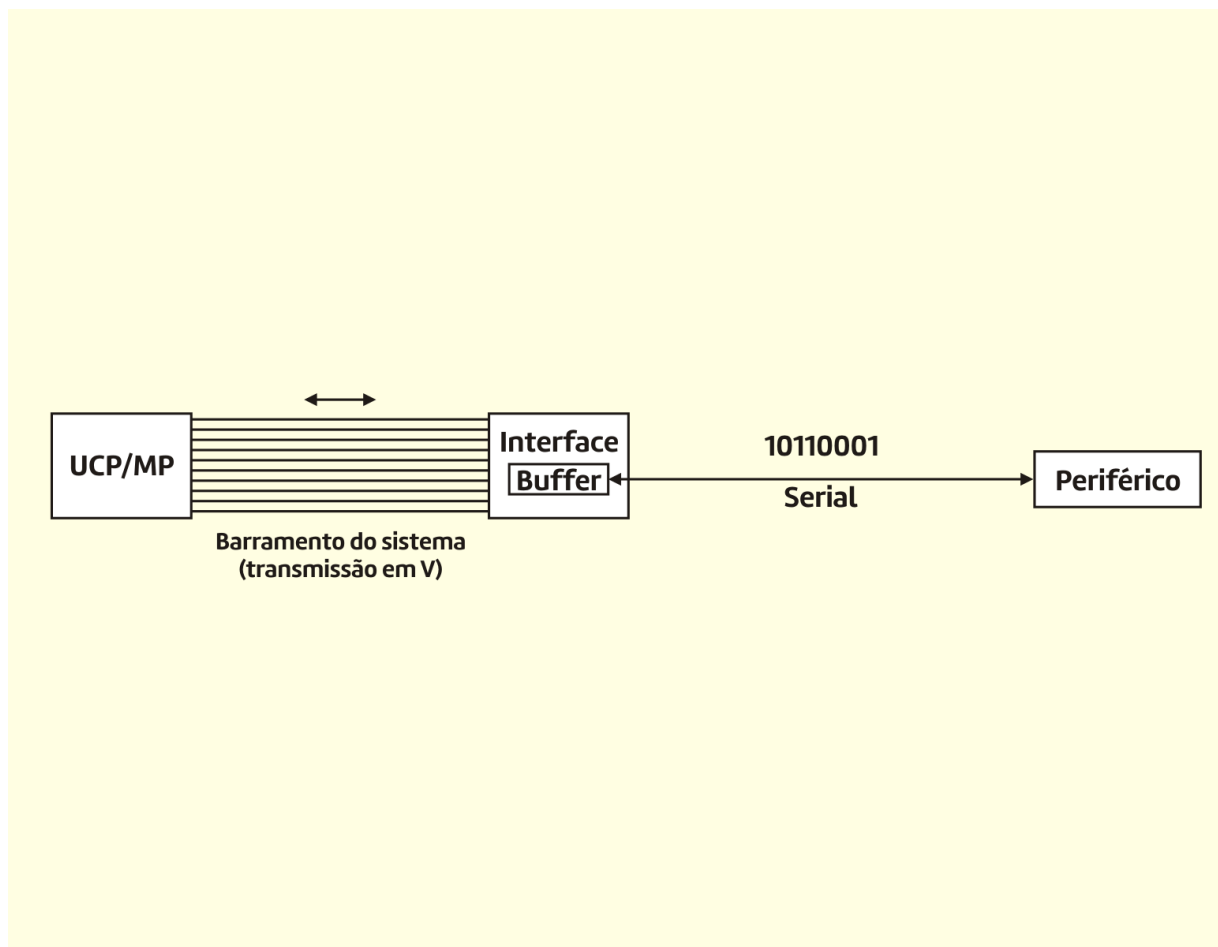 UCP/MP
Barramento do sistema
(transmissão em V)
Interface
Buffer
10110001
Serial
Periférico